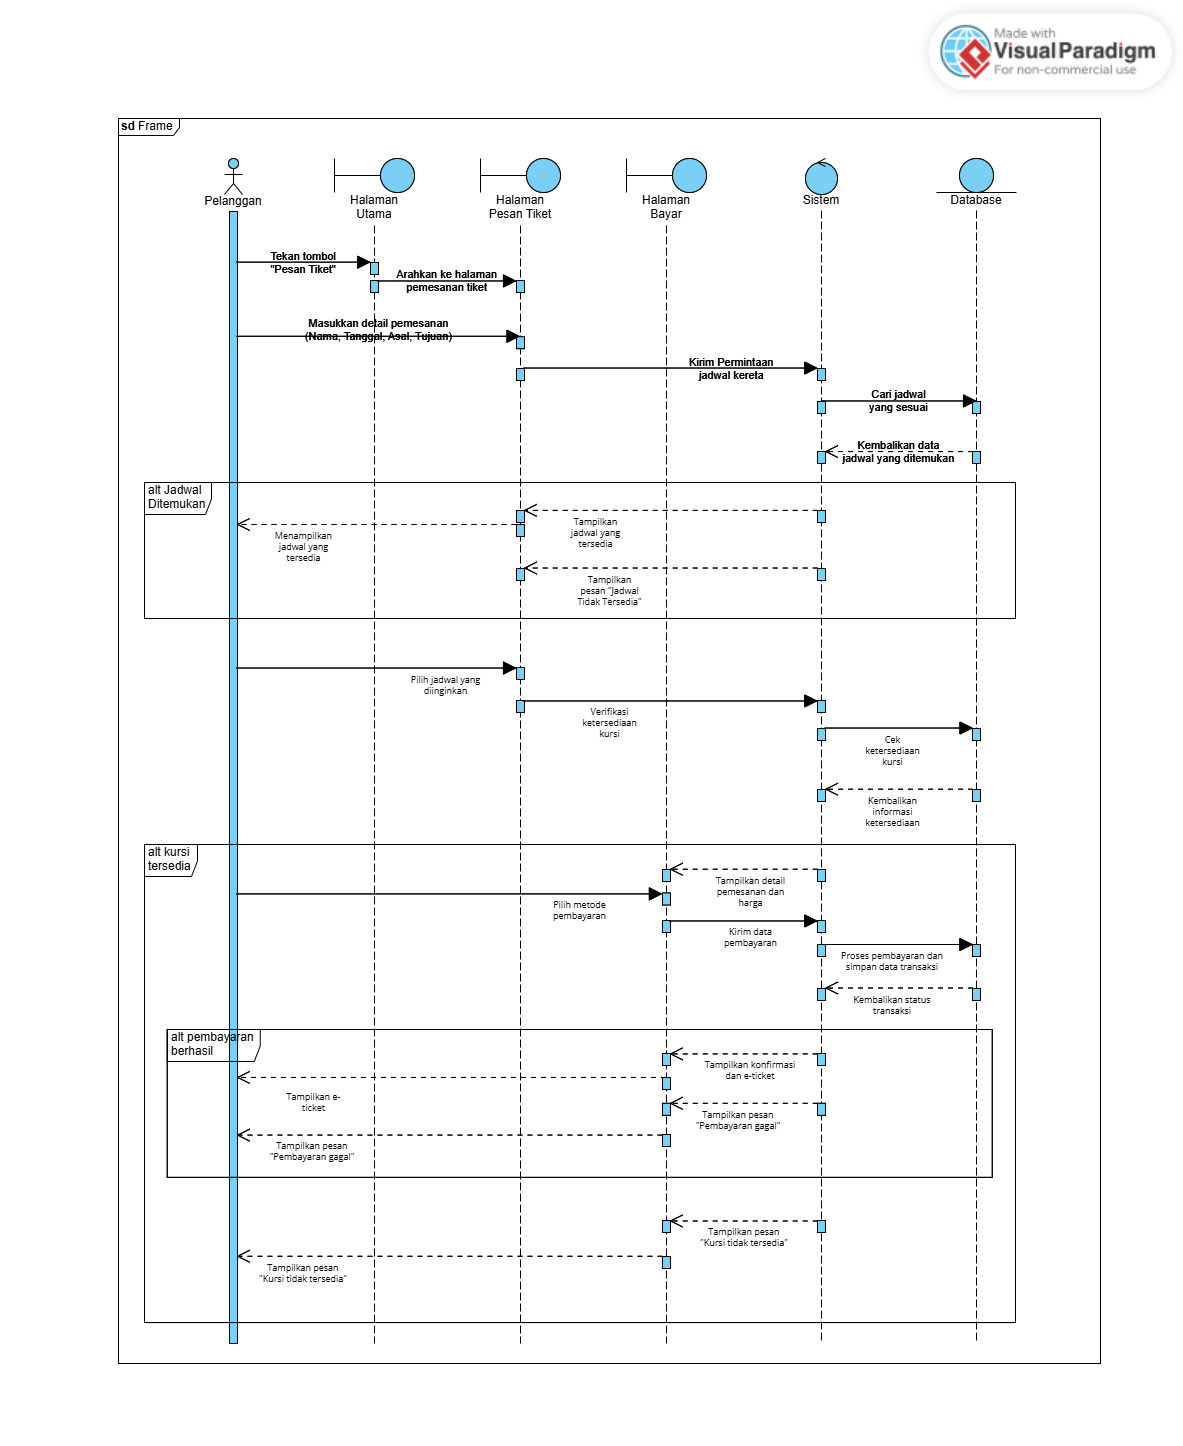 Made with
Visual Paradigm
For non-commercial use
sd Frame
Pelanggan
Halaman
Utama
Halaman
Pesan Tiket
Halaman
Bayar
Sistem
Database
Tekan tombol
"Pesan Tiket"
Arahkan ke halaman
pemesanan tiket
Masukkan detail pemesanan
(Nama, Tanggal, Asal, Tujuan)
Kirim Permintaan
jadwal kereta
Cari jadwal
yang sesuai
Kembalikan data
jadwal yang ditemukan
alt Jadwal
Ditemukan
Tampilkan
jadwal yang
tersedia
Menampilkan
jadwal yang
tersedia
Tampilkan
pesan "Jadwal
Tidak Tersedia"
Pilih jadwal yang
diinginkan
Verifikasi
ketersediaan
kursi
Cek
ketersediaan
kursi
Kembalikan
informasi
ketersediaan
alt kursi
tersedia
Tampilkan detail
pemesanan dan
harga
Pilih metode
pembayaran
Kirim data
pembayaran
Proses pembayaran dan
simpan data transaksi
Kembalikan status
transaksi
alt pembayaran
berhasil
Tampilkan konfirmasi
dan e-ticket
Tampilkan e-
ticket
Tampilkan pesan
"Pembayaran gagal"
Tampilkan pesan
"Pembayaran gagal"
Tampilkan pesan
"Kursi tidak tersedia"
Tampilkan pesan
"Kursi tidak tersedia"